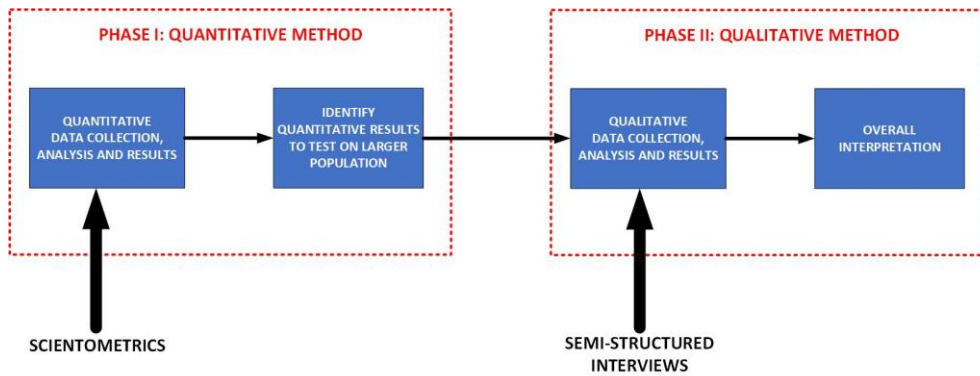 PHASE I: QUANTITATIVE METHOD
QUANTITATIVE
DATA COLLECTION,
ANALYSIS AND RESULTS
IDENTIFY
QUANTITATIVE RESULTS
TO TEST ON LARGER
POPULATION
SCIENTOMETRICS
PHASE II: QUALITATIVE METHOD
QUALITATIVE
DATA COLLECTION,
ANALYSIS AND RESULTS
OVERALL
INTERPRETATION
SEMI-STRUCTURED
INTERVIEWS